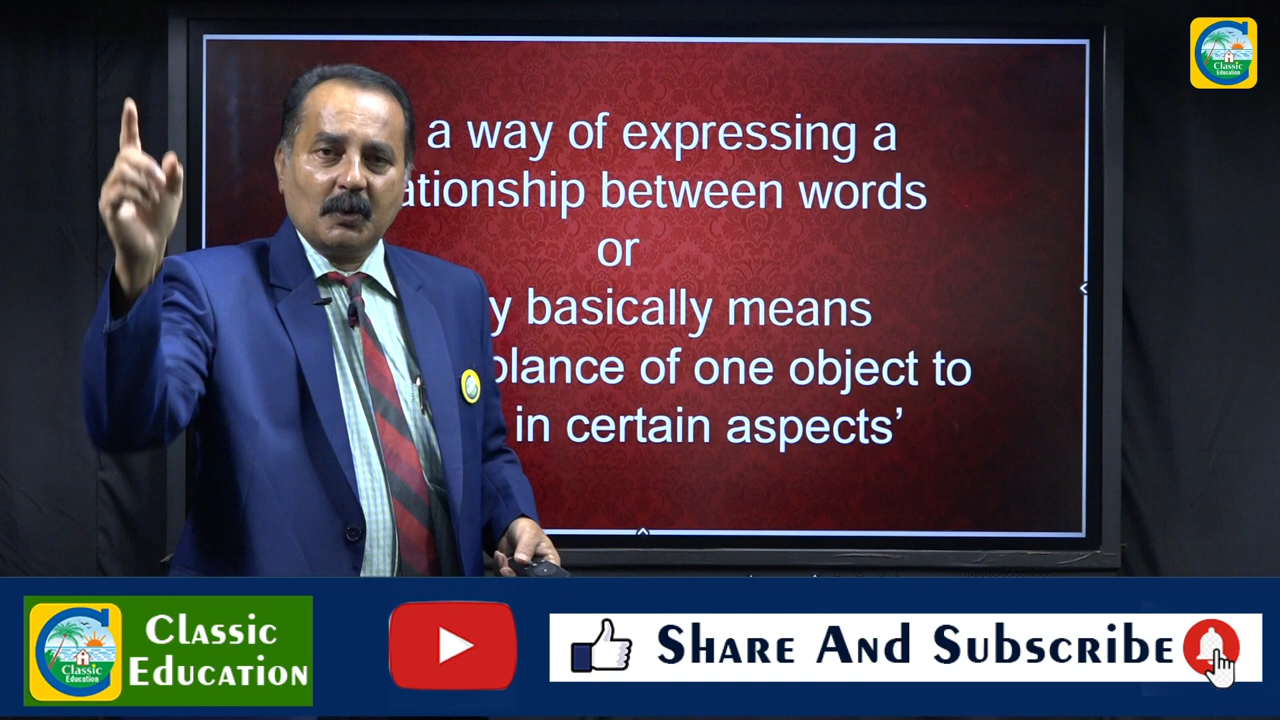 a way of expressing a
ationship between words
or
y basically means
blance of one object to
in certain aspects’
Classic
Education
Classic
Education
Classic
Education
Share And Subscribe